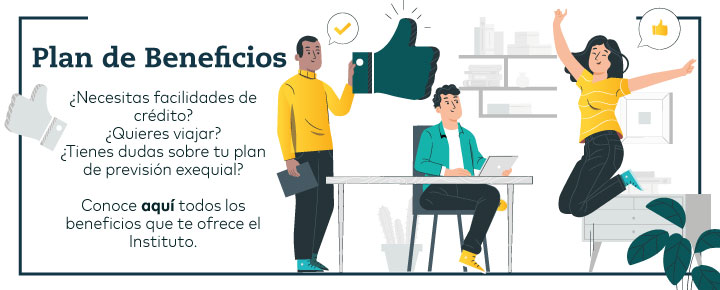 Plan de Beneficios
¿Necesitas facilidades de
crédito?
¿Quieres viajar?
¿Tienes dudas sobre tu plan
de previsión exequial?
Conoce aquí todos los
beneficios que te ofrece el
Instituto.